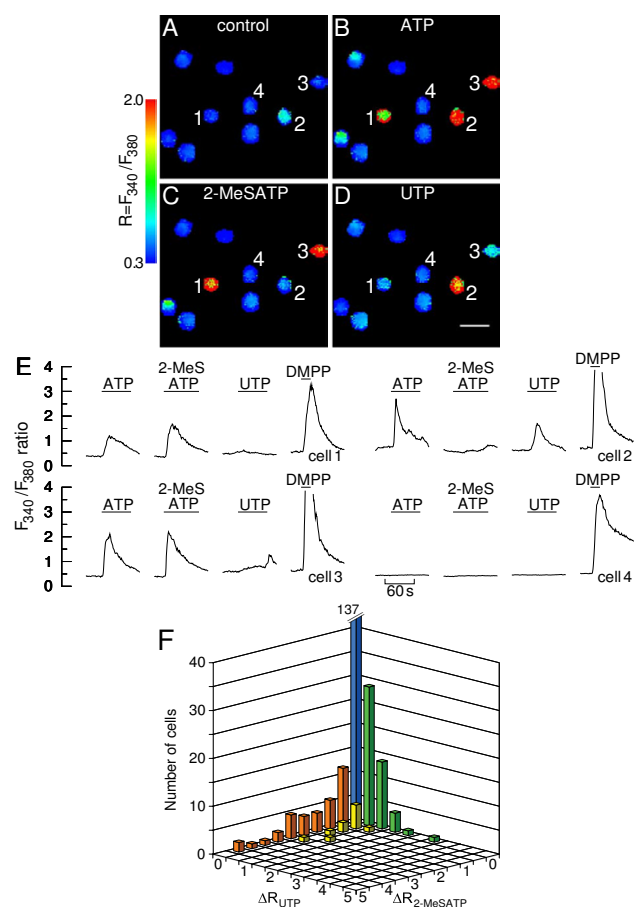 A control
B ATP
1 4 3 2
1 4 3 2
2.0
R=F340/F380
0.3
C 2-MeSATP
D UTP
1 4 3 2
1 4 3 2
E
F340/F380 ratio
4
3
2
1
0
ATP
2-MeS
ATP
UTP
DMPP
cell 1
ATP
2-MeS
ATP
UTP
DMPP
cell 2
4
3
2
1
0
ATP
2-MeS
ATP
UTP
DMPP
cell 3
ATP
2-MeS
ATP
UTP
DMPP
cell 4
60 s
F
137
Number of cells
40
30
20
10
0
0 1 2 3 4 5
ΔRUTP
5 4 3 2 1 0
ΔR2-MeSATP